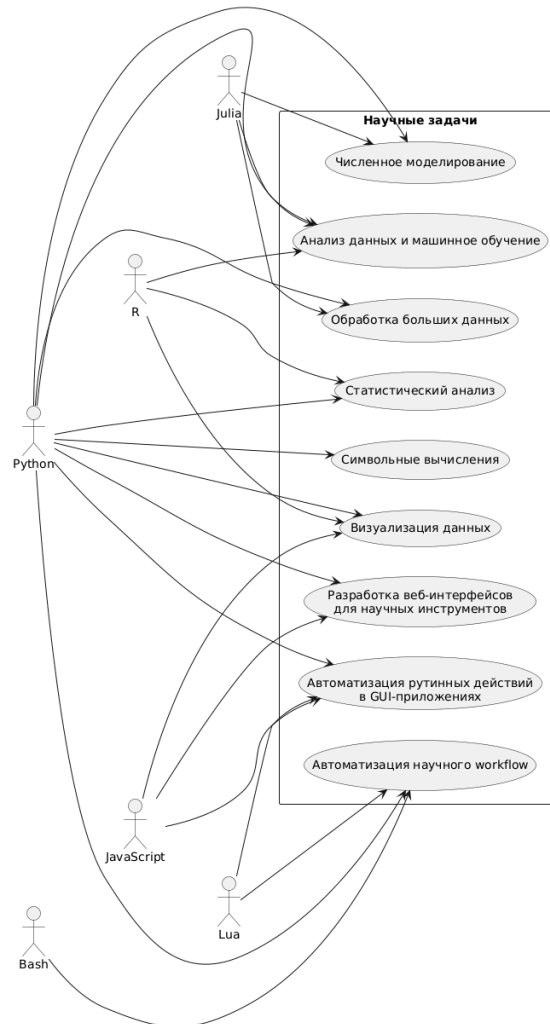 Julia
Научные задачи
Численное моделирование
Анализ данных и машинное обучение
R
Обработка больших данных
Статистический анализ
Python
Символьные вычисления
Визуализация данных
Разработка веб-интерфейсов
для научных инструментов
Автоматизация рутинных действий
в GUI-приложениях
Автоматизация научного workflow
JavaScript
Lua
Bash